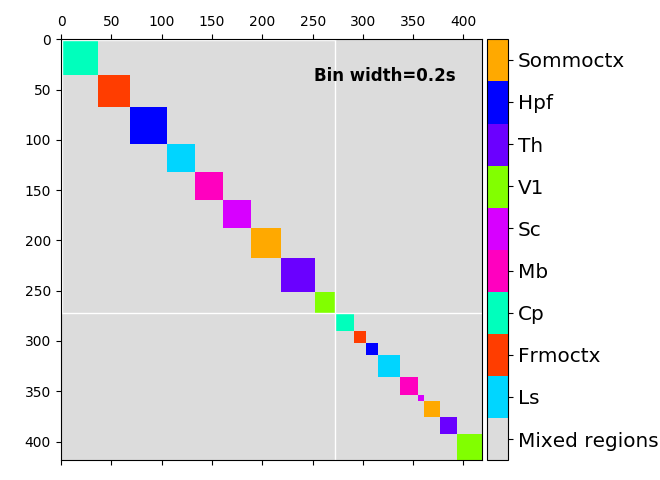 0 50 100 150 200 250 300 350 400
0
50
100
150
200
250
300
350
400
Bin width=0.2s
Sommoctx
Hpf
Th
V1
Sc
Mb
Cp
Frmoctx
Ls
Mixed regions